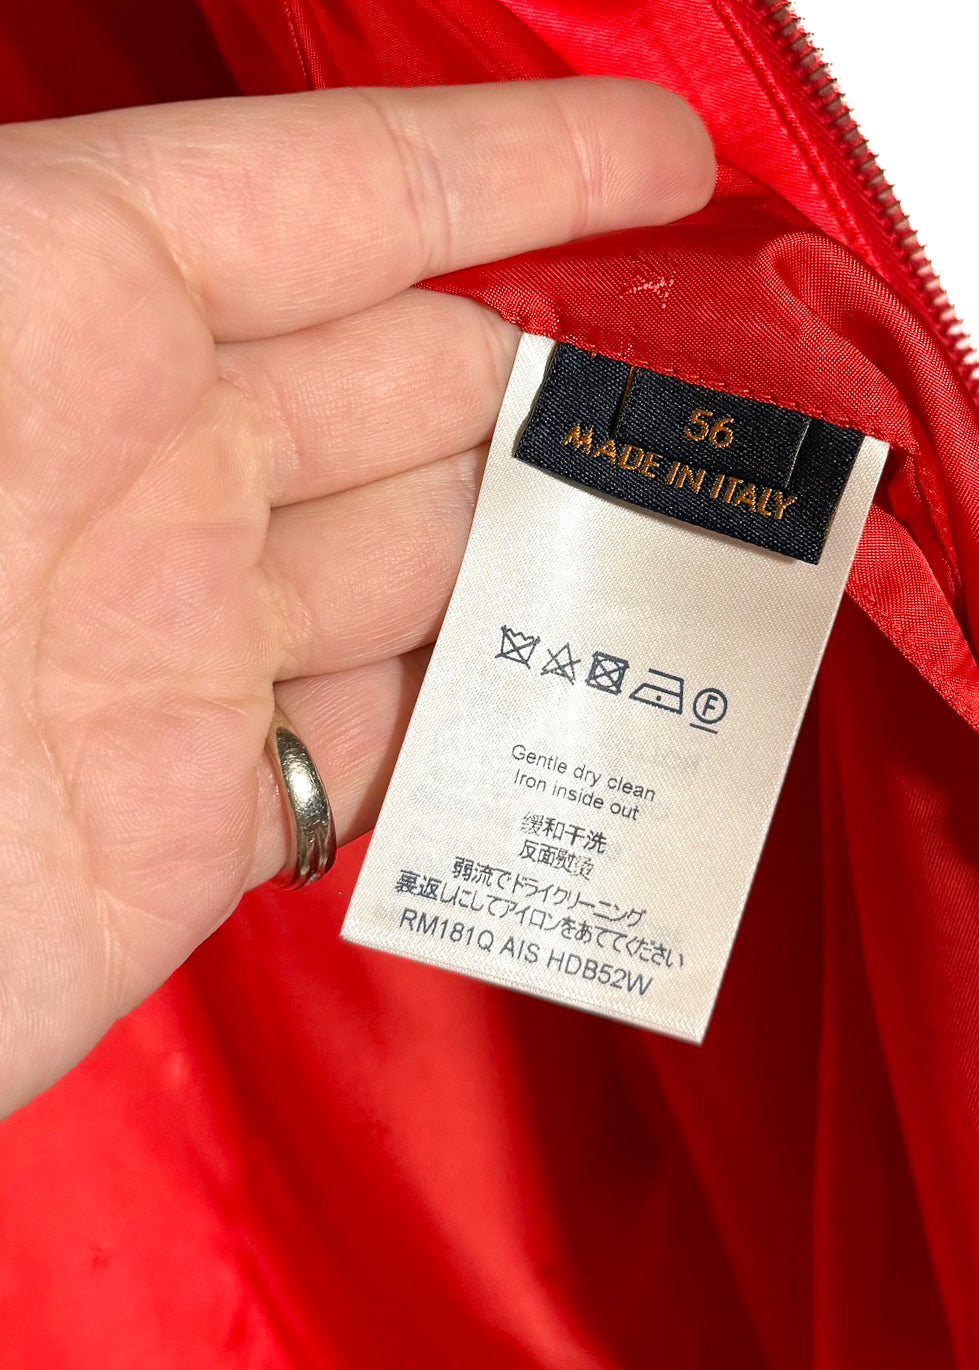 56
MADE IN ITALY
F
Gentle dry clean
Iron inside out
缓和干洗
反面熨烫
弱流でドライクリーニング
裏返しにしてアイロンをあててください
RM181Q AIS HDB52W